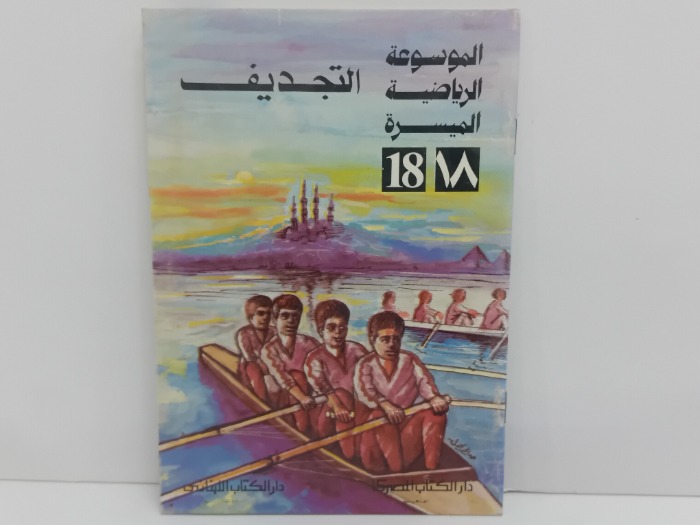 الموسوعة
الرياضية
الميسرة
١٨ 18
التجديف
دار الكتاب المصري
دار الكتاب اللبناني